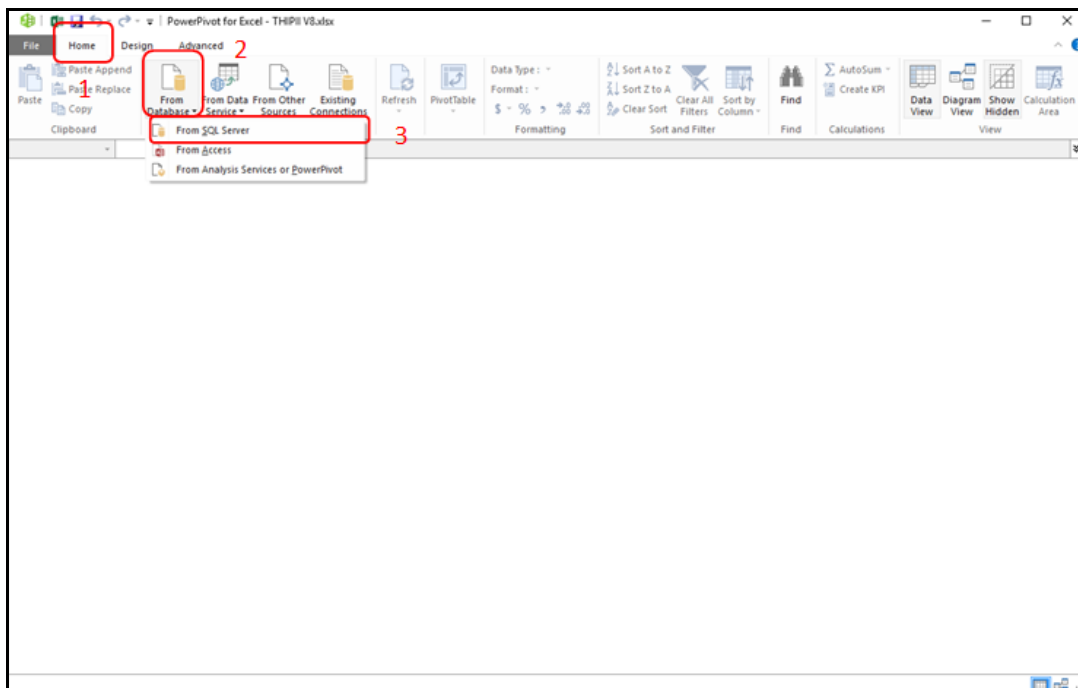 PowerPivot for Excel - THIPII V8.xlsx
File Home Design Advanced
2
1
Paste
Paste Append
Paste Replace
Copy
Clipboard
From Database
From Data Service
From Other Sources
Existing Connections
Refresh
PivotTable
Data Type :
Format :
$ - % , .00 .00
Formatting
Sort A to Z
Sort Z to A
Clear Sort
Clear All Filters
Sort by Column
Sort and Filter
Find
Find
AutoSum
Create KPI
Calculations
Data View
Diagram View
Show Hidden
Calculation Area
View
From SQL Server
3
From Access
From Analysis Services or PowerPivot